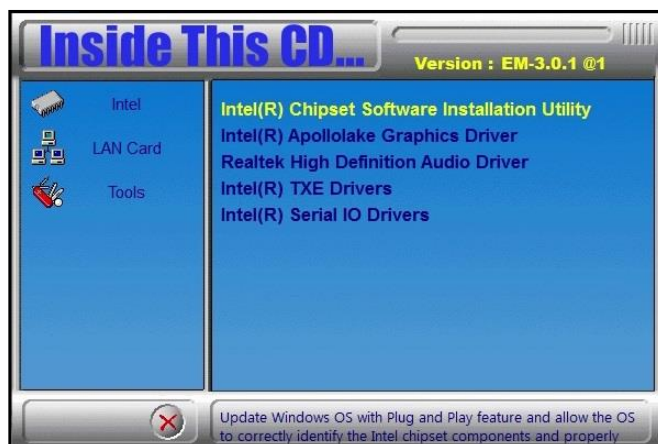 Inside This CD...
Version : EM-3.0.1 @1
Intel
LAN Card
Tools
Intel(R) Chipset Software Installation Utility
Intel(R) Apollolake Graphics Driver
Realtek High Definition Audio Driver
Intel(R) TXE Drivers
Intel(R) Serial IO Drivers
Update Windows OS with Plug and Play feature and allow the OS
to correctly identify the Intel chipset components and properly